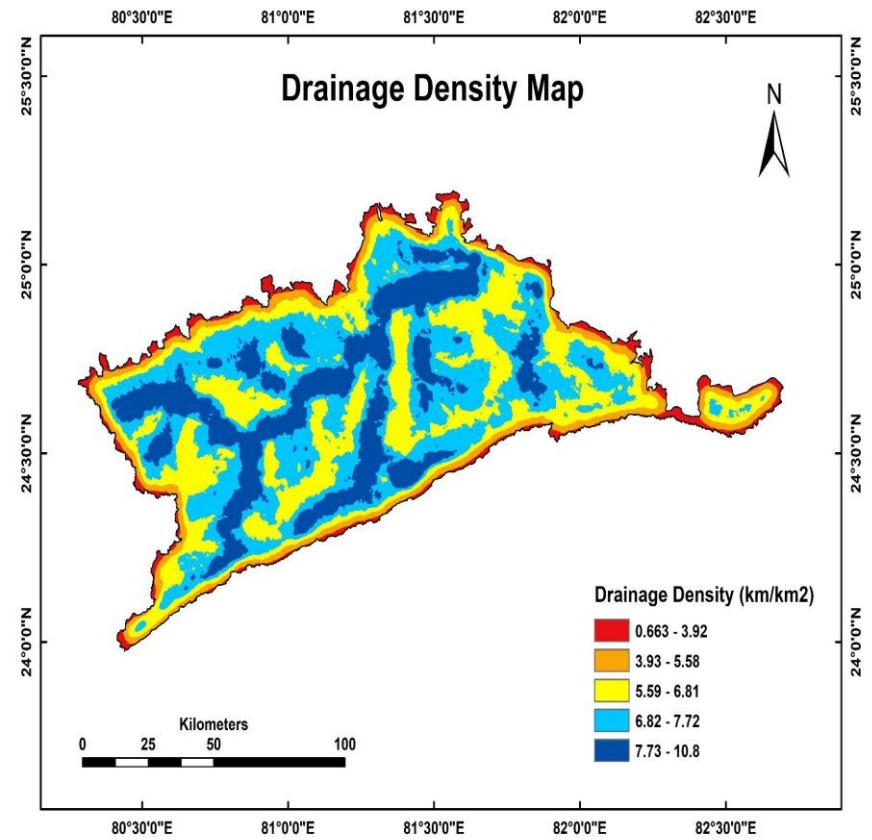 80°30'0"E 81°0'0"E 81°30'0"E 82°0'0"E 82°30'0"E
Drainage Density Map
N
25°30'0"N
25°0'0"N
24°30'0"N
24°0'0"N
25°30'0"N
25°0'0"N
24°30'0"N
24°0'0"N
Drainage Density (km/km2)
0.663 - 3.92
3.93 - 5.58
5.59 - 6.81
6.82 - 7.72
7.73 - 10.8
Kilometers
0 25 50 100
80°30'0"E 81°0'0"E 81°30'0"E 82°0'0"E 82°30'0"E